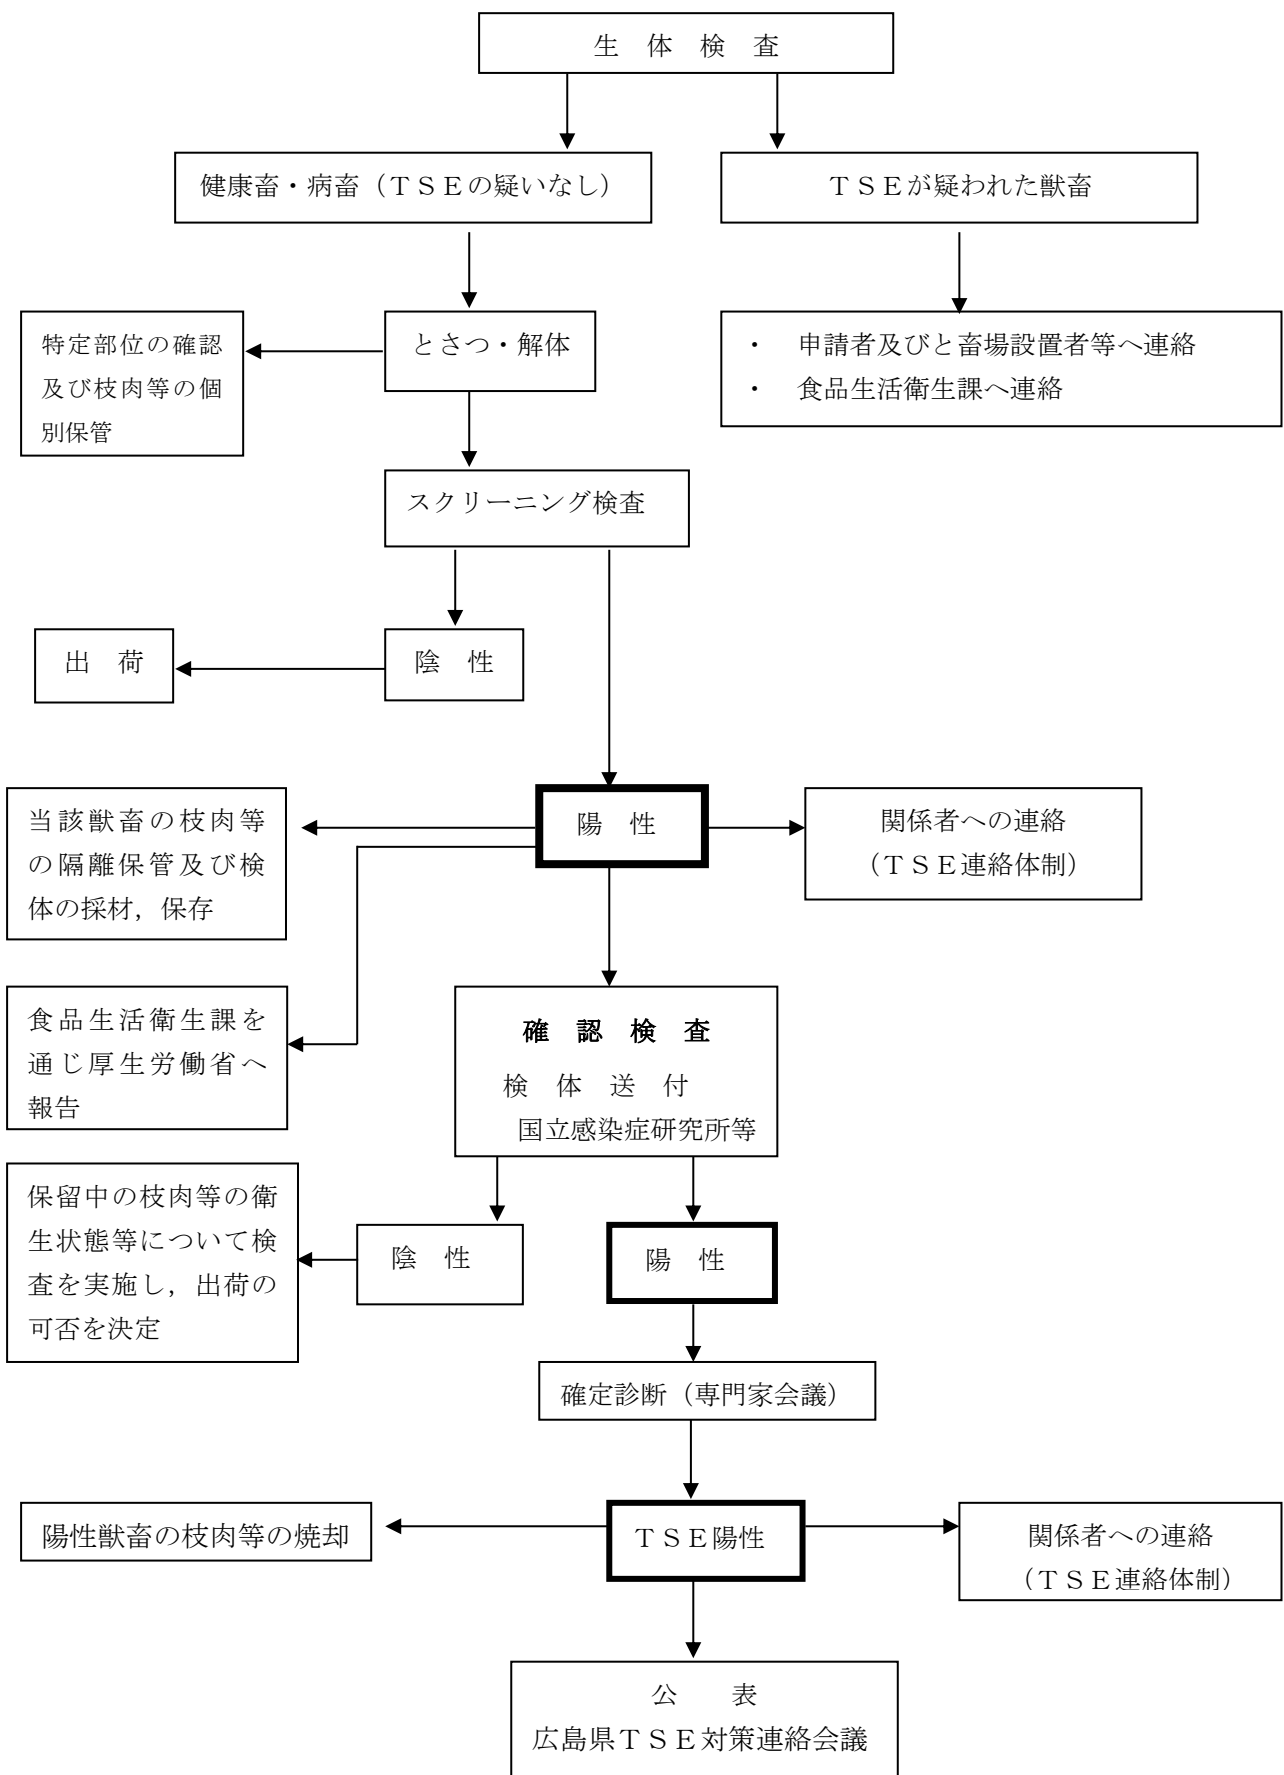 生　体　検　査
健康畜・病畜（ＴＳＥの疑いなし）
ＴＳＥが疑われた獣畜
特定部位の確認
及び枝肉等の個
別保管
とさつ・解体
・　申請者及びと畜場設置者等へ連絡
・　食品生活衛生課へ連絡
スクリーニング検査
出　荷
陰　性
当該獣畜の枝肉等
の隔離保管及び検
体の採材，保存
陽　性
関係者への連絡
（ＴＳＥ連絡体制）
食品生活衛生課を
通じ厚生労働省へ
報告
確　認　検　査
検　体　送　付
国立感染症研究所等
保留中の枝肉等の衛
生状態等について検
査を実施し，出荷の
可否を決定
陰　性
陽　性
確定診断（専門家会議）
陽性獣畜の枝肉等の焼却
ＴＳＥ陽性
関係者への連絡
（ＴＳＥ連絡体制）
公　　表
広島県ＴＳＥ対策連絡会議